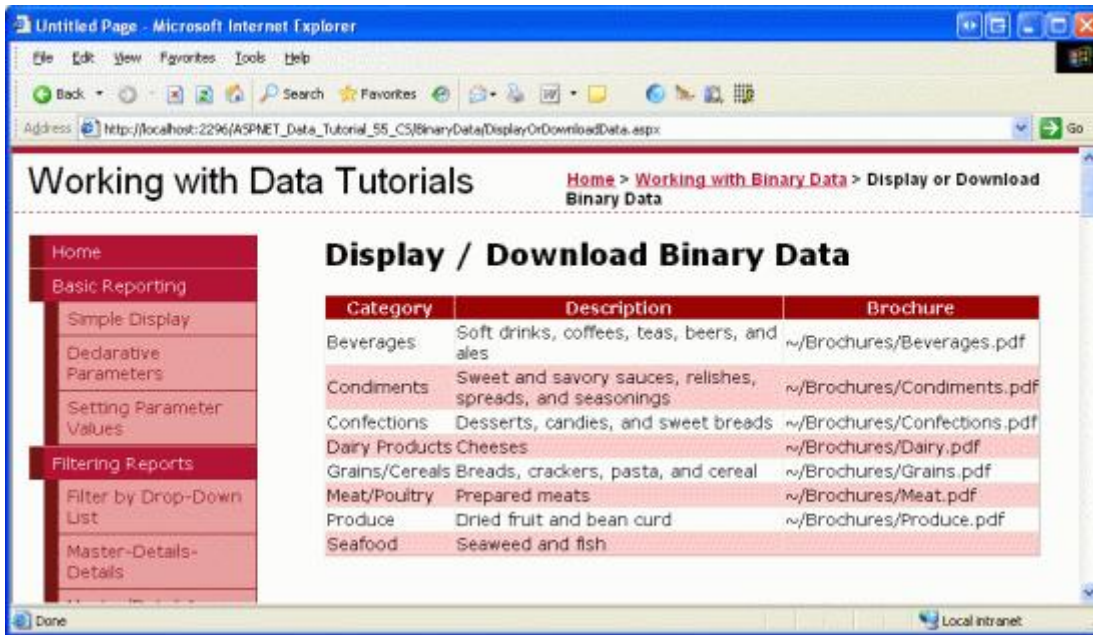 Untitled Page - Microsoft Internet Explorer
File Edit View Favorites Tools Help
Back Search Favorites
Address http://localhost:2296/ASPNET_Data_Tutorial_55_CS/BinaryData/DisplayOrDownloadData.aspx Go
Working with Data Tutorials
Home > Working with Binary Data > Display or Download
Binary Data
Home
Basic Reporting
Simple Display
Declarative
Parameters
Setting Parameter
Values
Filtering Reports
Filter by Drop-Down
List
Master-Details-
Details
Display / Download Binary Data
Category Description Brochure
Beverages Soft drinks, coffees, teas, beers, and
ales ~/Brochures/Beverages.pdf
Condiments Sweet and savory sauces, relishes,
spreads, and seasonings ~/Brochures/Condiments.pdf
Confections Desserts, candies, and sweet breads ~/Brochures/Confections.pdf
Dairy Products Cheeses ~/Brochures/Dairy.pdf
Grains/Cereals Breads, crackers, pasta, and cereal ~/Brochures/Grains.pdf
Meat/Poultry Prepared meats ~/Brochures/Meat.pdf
Produce Dried fruit and bean curd ~/Brochures/Produce.pdf
Seafood Seaweed and fish
Done Local intranet